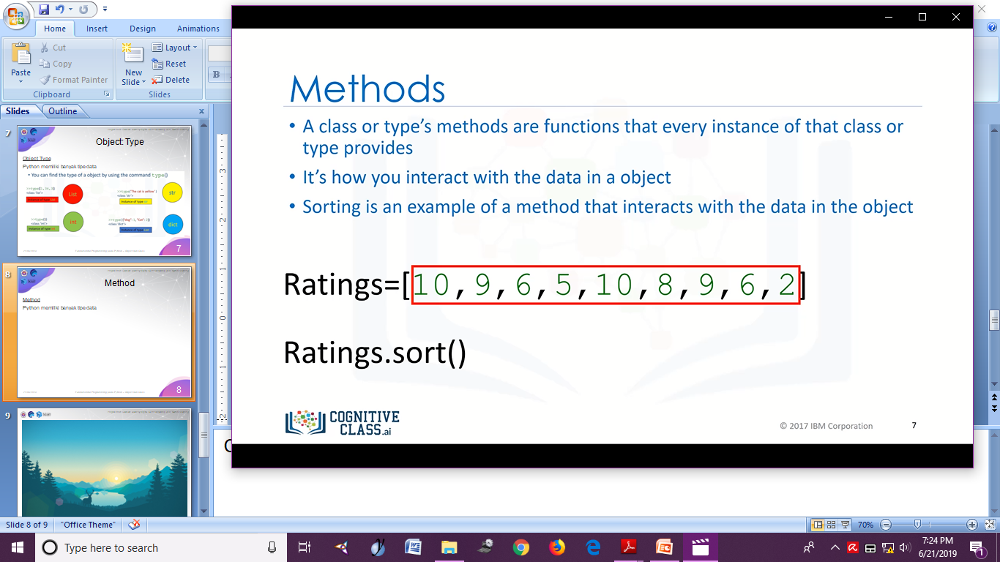 Home
Insert
Design
Animations
Paste
Cut
Copy
Format Painter
Clipboard
New
Slide
Layout
Reset
Delete
Slides
B
Slides
Outline
x
7
Object: Type
Object Type
Python memiliki banyak tipe data
• You can find the type of a object by using the command type()
List
str
int
dict
7
8
Method
Method
Python memiliki banyak tipe data
8
9
Methods
• A class or type’s methods are functions that every instance of that class or
type provides
• It’s how you interact with the data in a object
• Sorting is an example of a method that interacts with the data in the object
Ratings=[10,9,6,5,10,8,9,6,2]
Ratings.sort()
COGNITIVE
CLASS.ai
© 2017 IBM Corporation
7
Slide 8 of 9
"Office Theme"
70%
Type here to search
7:24 PM
6/21/2019
1